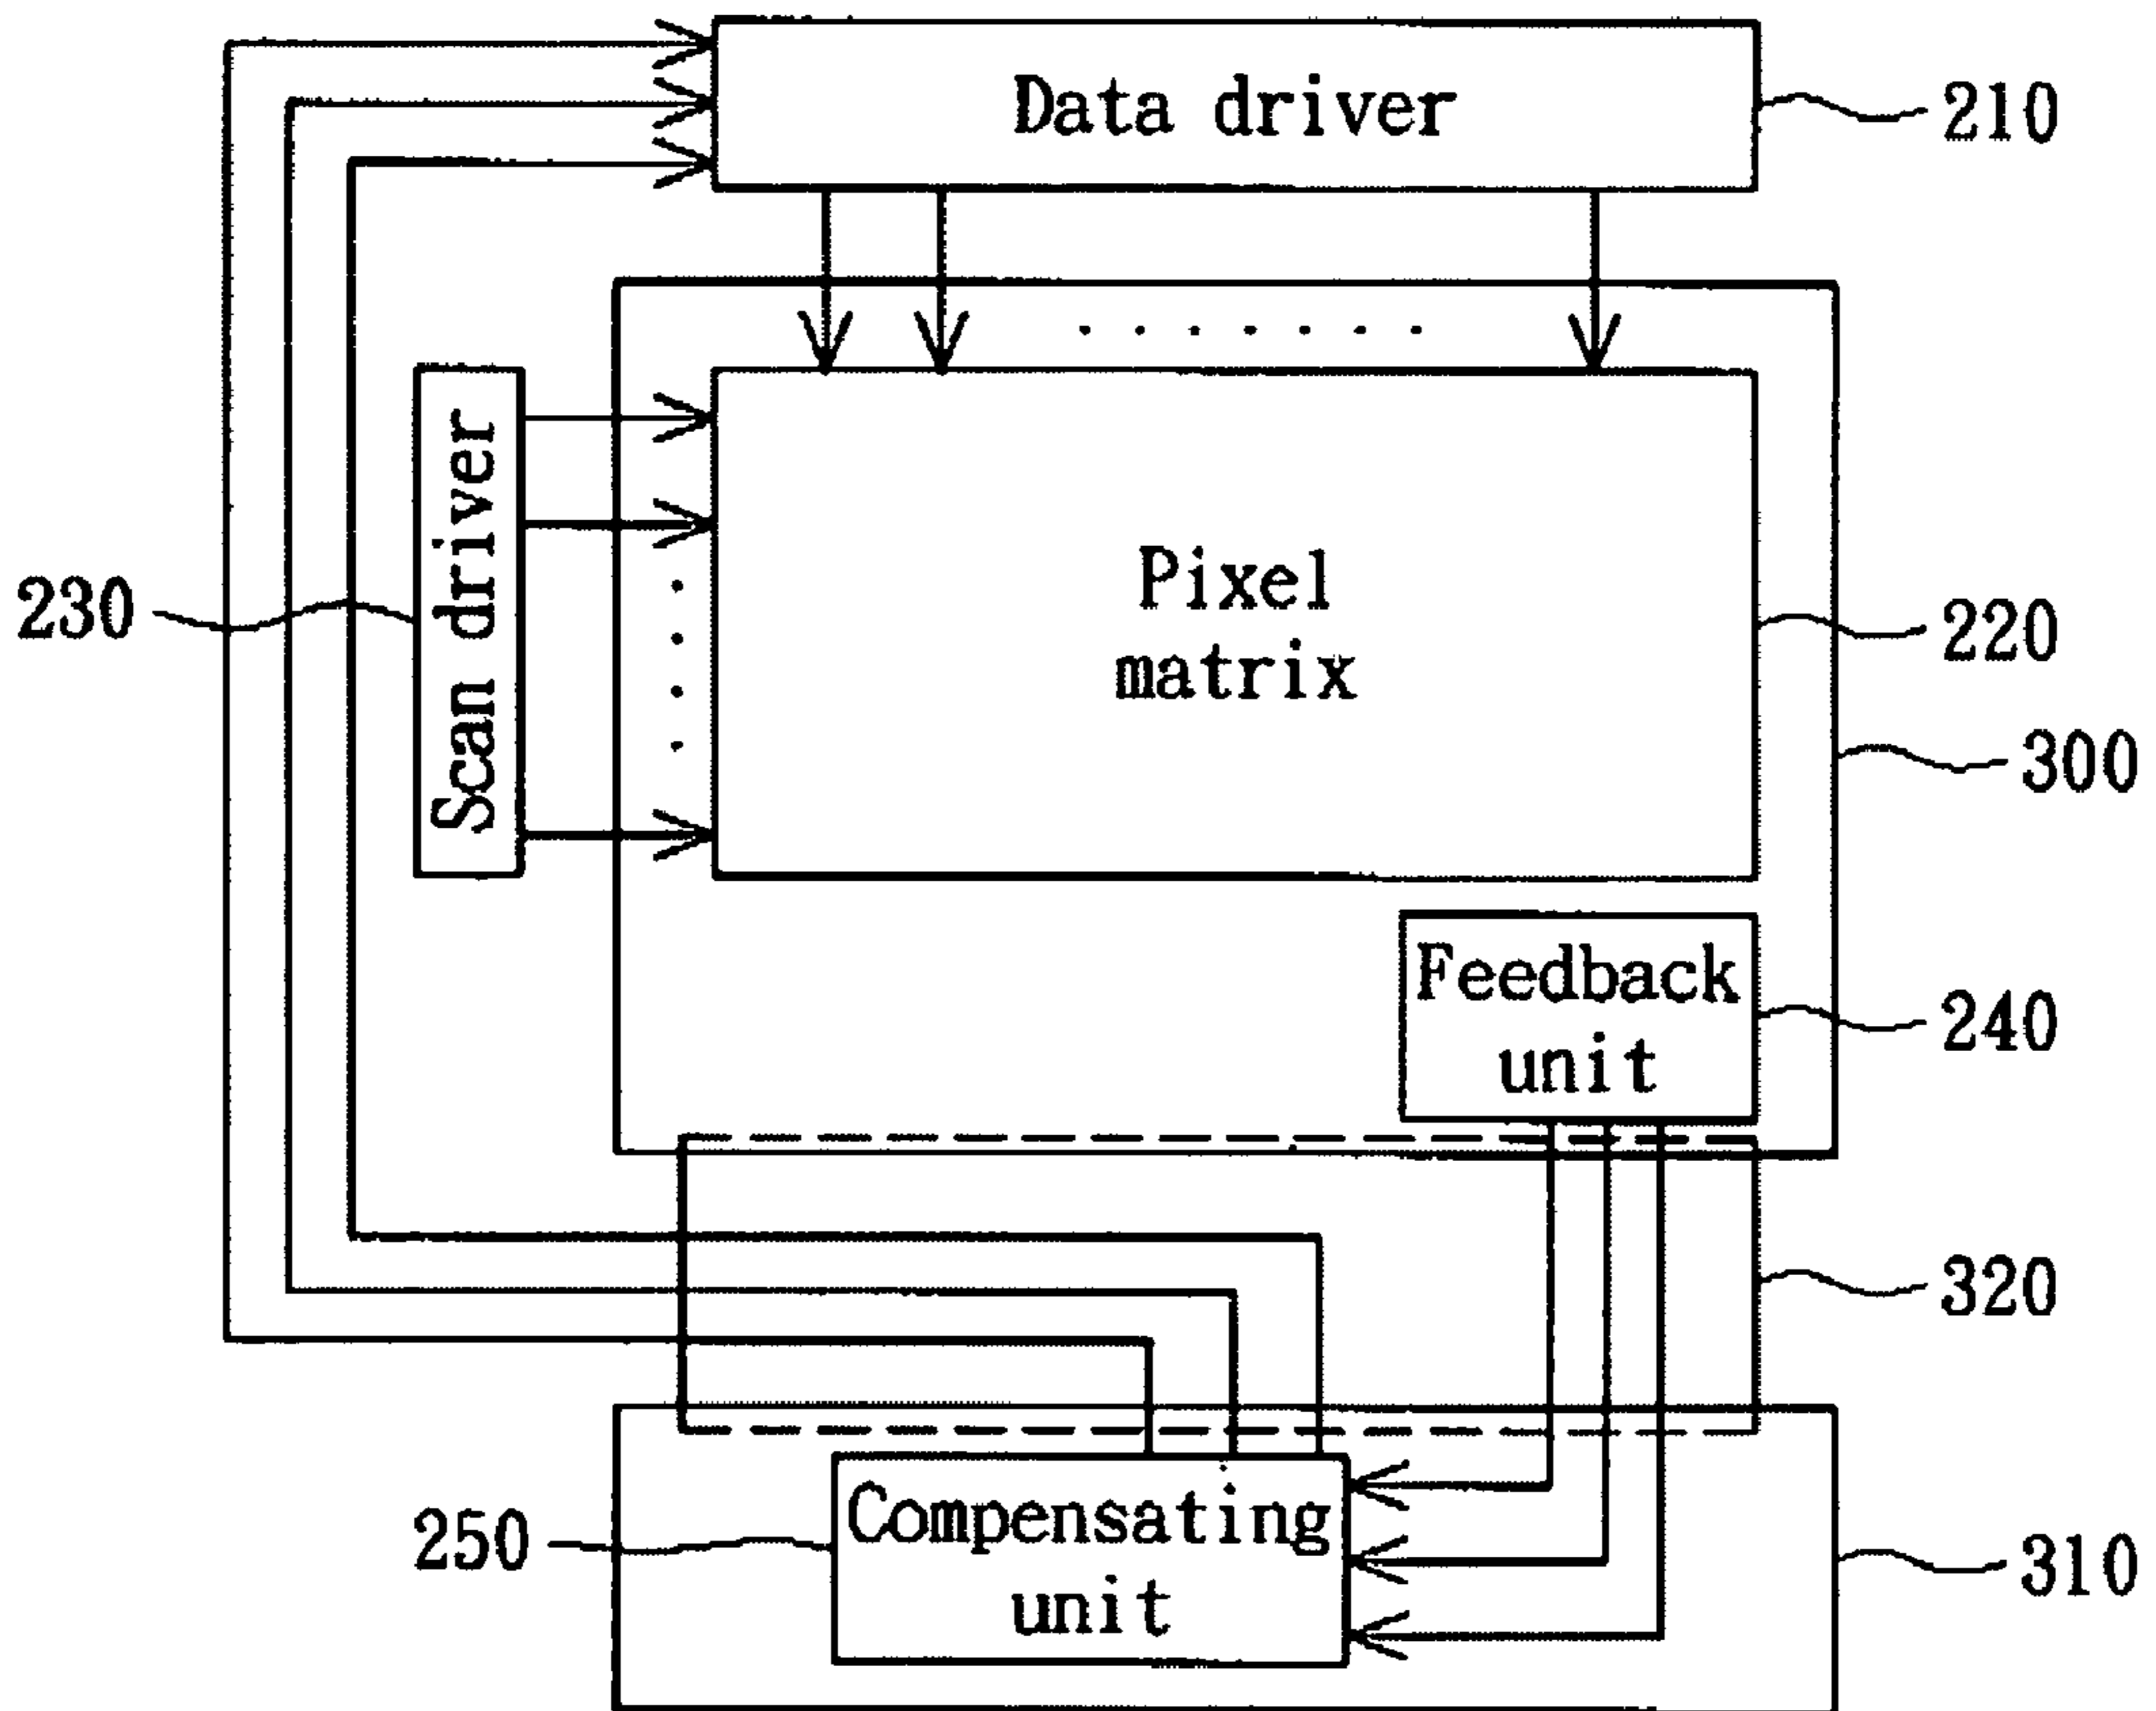 Data driver
210
Scan driver
230
Pixel
matrix
220
300
Feedback
unit
240
320
Compensating
unit
250
310